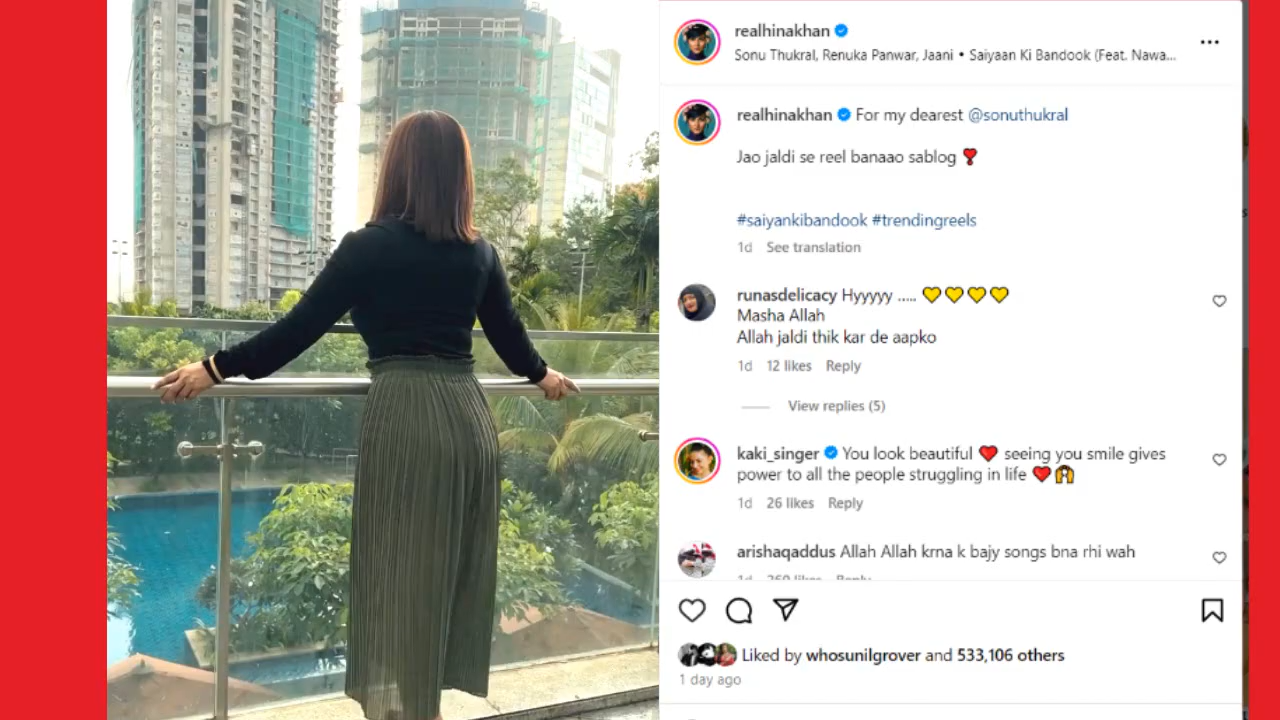 realhinakhan
Sonu Thukral, Renuka Panwar, Jaani • Saiyaan Ki Bandook (Feat. Nawa...
realhinakhan For my dearest @sonuthukral
Jao jaldi se reel banaao sablog ❣️
#saiyankibandook #trendingreels
1d See translation
runasdelicacy Hyyyyy ..... 💛💛💛💛
Masha Allah
Allah jaldi thik kar de aapko
1d 12 likes Reply
View replies (5)
kaki_singer You look beautiful ❤️ seeing you smile gives
power to all the people struggling in life ❤️🙌
1d 26 likes Reply
arishaqaddus Allah Allah krna k bajy songs bna rhi wah
1d 260 likes Reply
Liked by whosunilgrover and 533,106 others
1 day ago